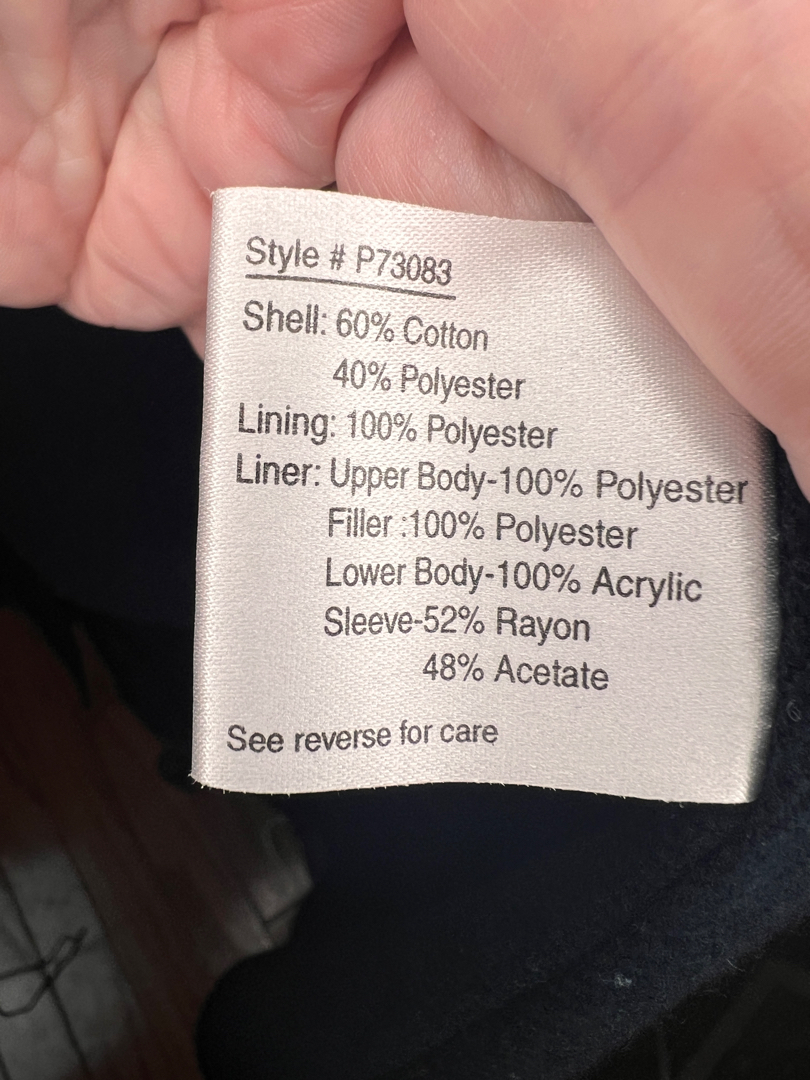 Style # P73083
Shell: 60% Cotton
40% Polyester
Lining: 100% Polyester
Liner: Upper Body-100% Polyester
Filler :100% Polyester
Lower Body-100% Acrylic
Sleeve-52% Rayon
48% Acetate
See reverse for care